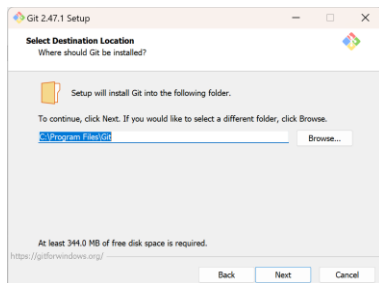 Git 2.47.1 Setup
Select Destination Location
Where should Git be installed?
Setup will install Git into the following folder.
To continue, click Next. If you would like to select a different folder, click Browse.
C:\Program Files\Git
Browse...
At least 344.0 MB of free disk space is required.
https://gitforwindows.org/
Back Next Cancel